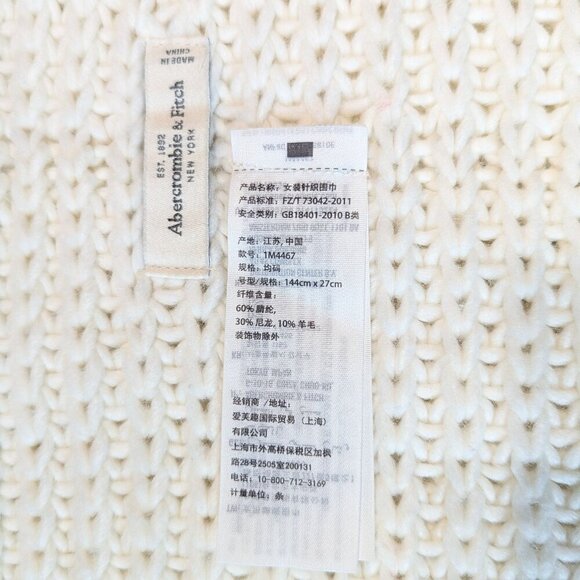 MADE IN
CHINA
Abercrombie & Fitch
EST. 1892
NEW YORK
产品名称：女装针织围巾
产品标准：FZ/T 73042-2011
安全类别：GB18401-2010 B类
产地：江苏, 中国
款号：1M4467
规格：均码
号型/规格：144cm x 27cm
纤维含量：
60% 腈纶,
30% 尼龙, 10% 羊毛
装饰物除外
经销商 /地址：
爱芙趣国际贸易（上海）
有限公司
上海市外高桥保税区加枫
路28号2505室200131
电话：10-800-712-3169
计量单位：条